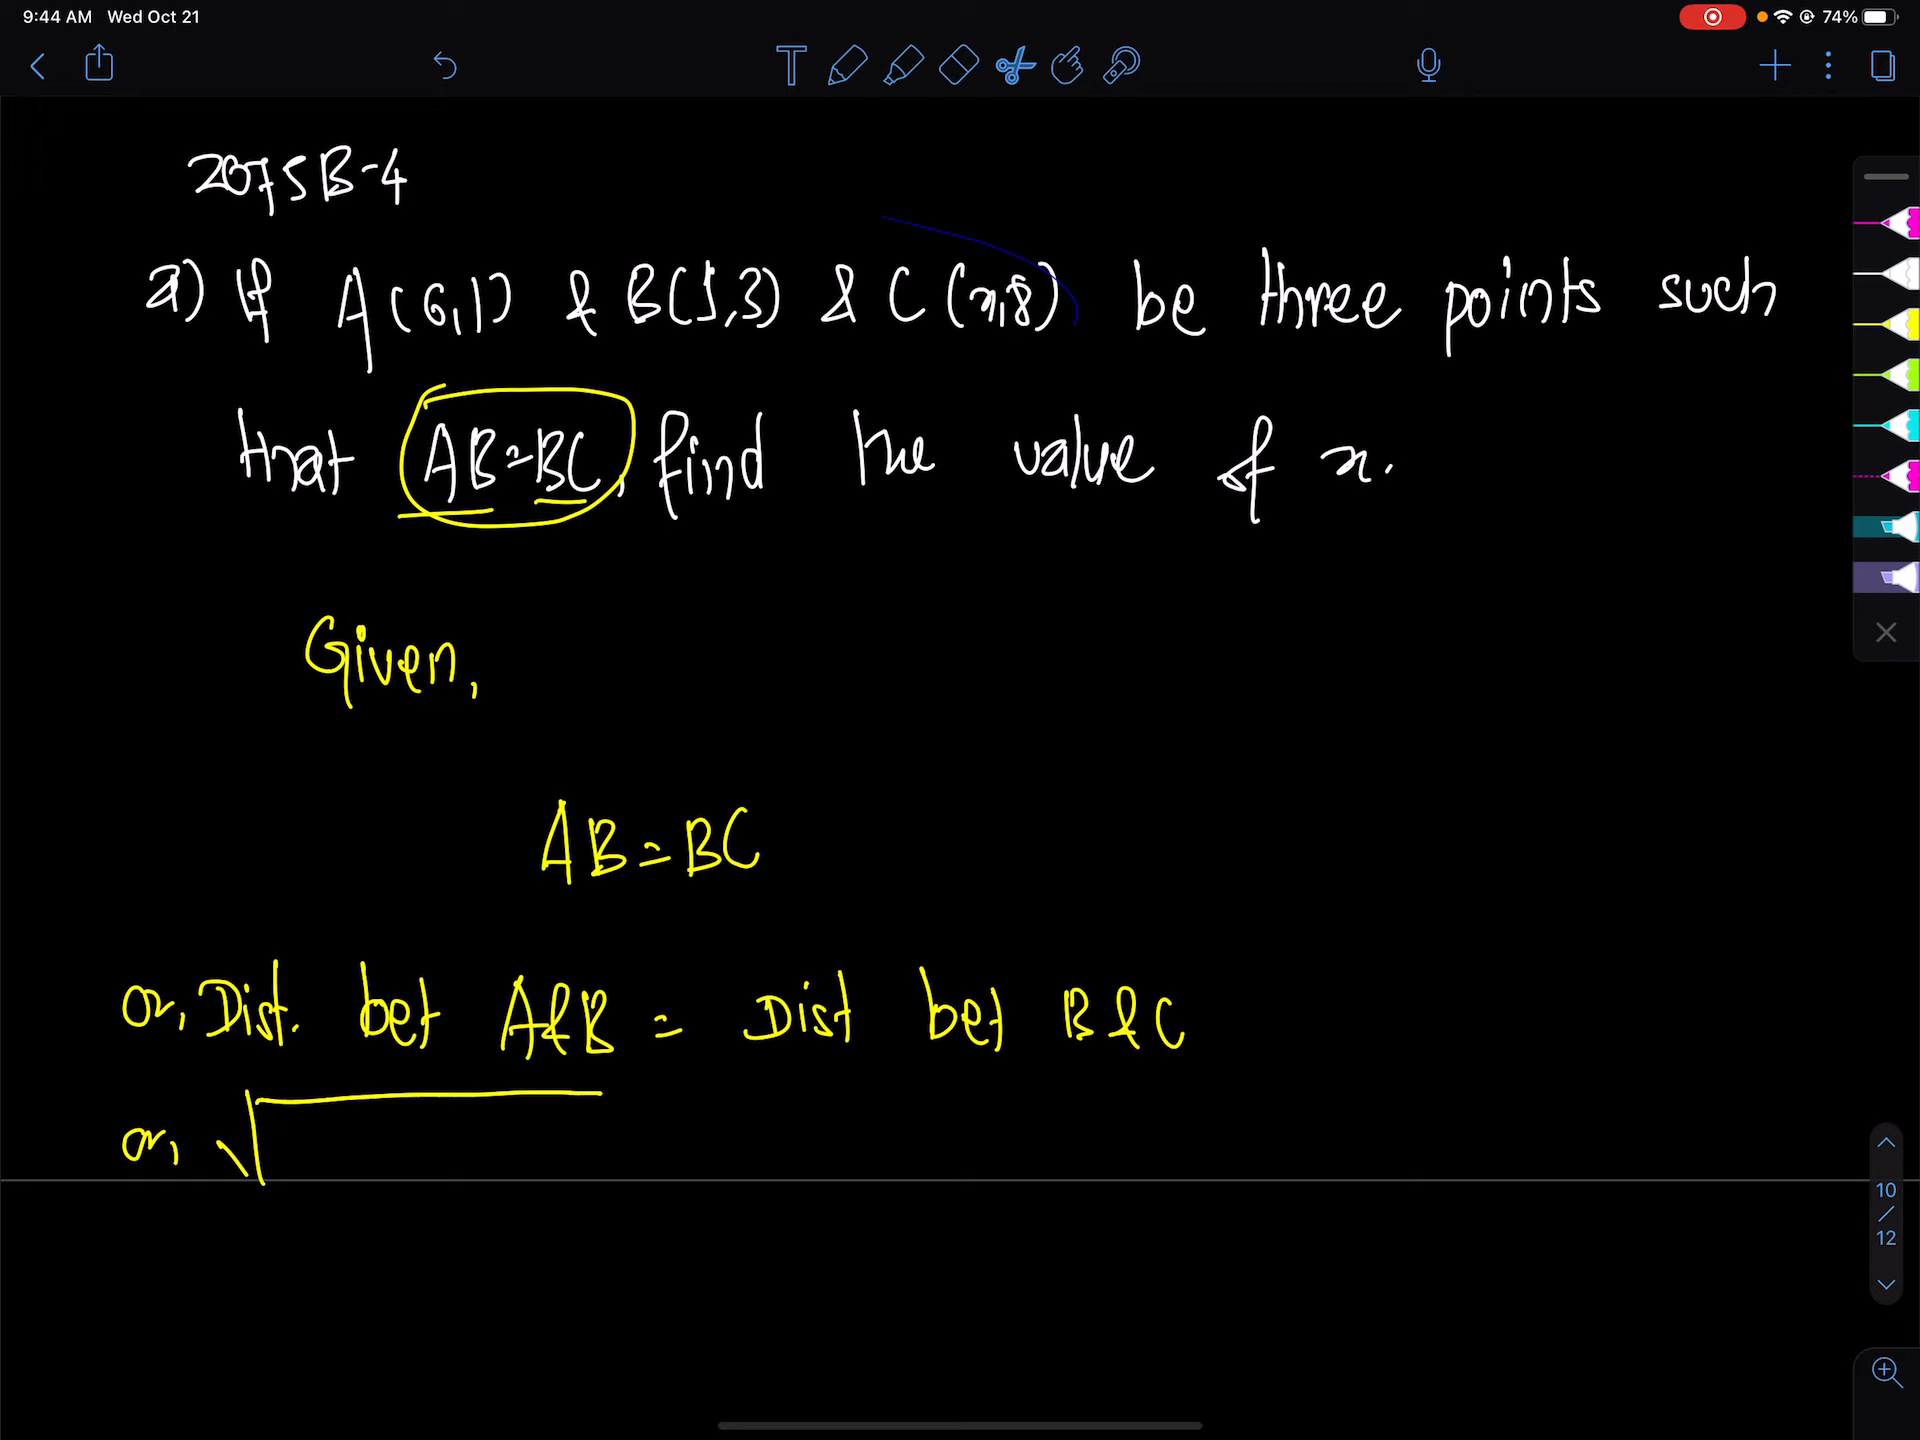 9:44 AM Wed Oct 21
74%
2075 B-4
a) If A(6,1) & B(1,3) & C(x,8) be three points such
that AB=BC, find the value of x.
Given,
AB=BC
or, Dist. bet A&B = Dist bet B&C
or, √
10
/
12